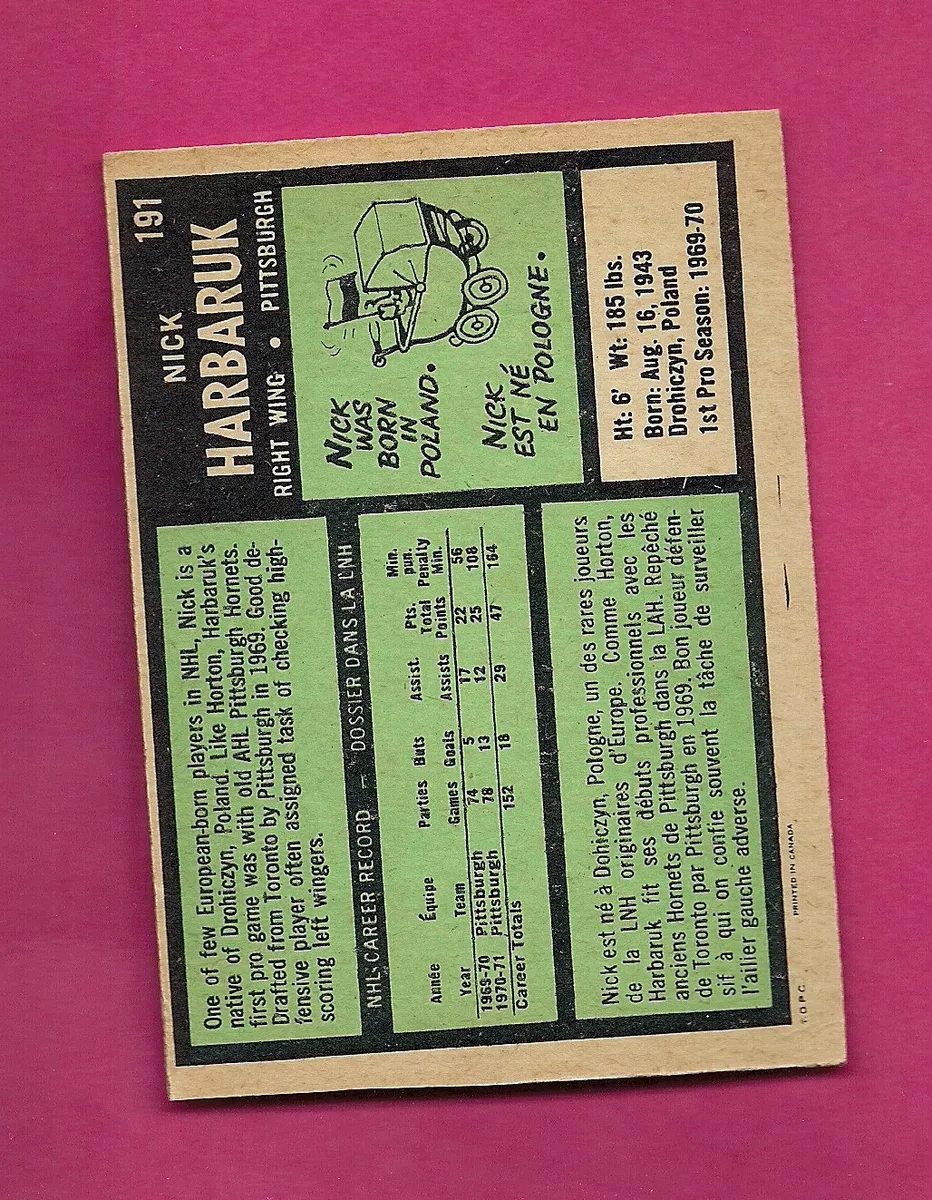 191
NICK
HARBARUK
RIGHT WING • PITTSBURGH
One of few European-born players in NHL, Nick is a
native of Drohiczyn, Poland. Like Horton, Harbaruk's
first pro game was with old AHL Pittsburgh Hornets.
Drafted from Toronto by Pittsburgh in 1969. Good de-
fensive player often assigned task of checking high-
scoring left wingers.
NICK
WAS
BORN
IN
POLAND.
NICK
EST NÉ
EN POLOGNE.
NHL CAREER RECORD — DOSSIER DANS LA LNH
Année Équipe Parties Buts Assist. Pts. Total Min. pun. Penalty
Year Team Games Goals Assists Points Min.
1969-70 Pittsburgh 74 5 17 22 56
1970-71 Pittsburgh 78 13 12 25 108
Career Totals 152 18 29 47 164
Ht: 6' Wt: 185 lbs.
Born: Aug. 16, 1943
Drohiczyn, Poland
1st Pro Season: 1969-70
Nick est né à Dohiczyn, Pologne, un des rares joueurs
de la LNH originaires d'Europe. Comme Horton,
Harbaruk fit ses débuts professionnels avec les
anciens Hornets de Pittsburgh dans la LAH. Repêché
de Toronto par Pittsburgh en 1969. Bon joueur défen-
sif à qui on confie souvent la tâche de surveiller
l'ailier gauche adverse.
T.O.P.C. PRINTED IN CANADA